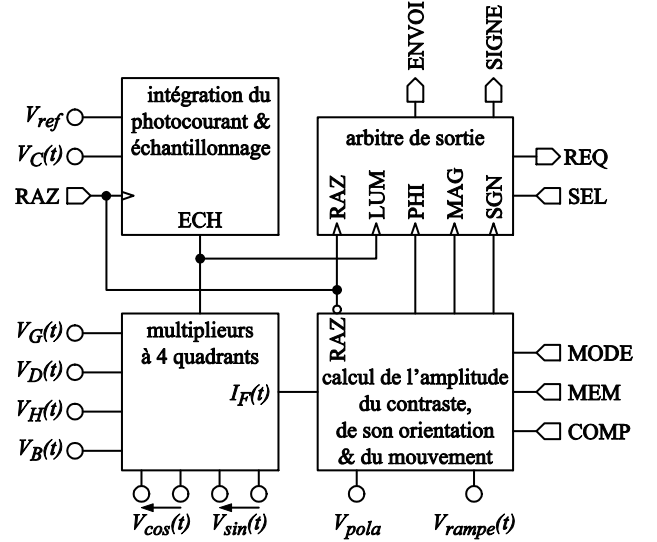 ENVOI
SIGNE
intégration du
photocourant &
échantillonnage
V_ref
V_C(t)
RAZ
ECH
arbitre de sortie
REQ
SEL
RAZ
LUM
PHI
MAG
SGN
V_G(t)
V_D(t)
V_H(t)
V_B(t)
multiplieurs
à 4 quadrants
I_F(t)
RAZ
calcul de l'amplitude
du contraste,
de son orientation
& du mouvement
MODE
MEM
COMP
V_cos(t)
V_sin(t)
V_pola
V_rampe(t)